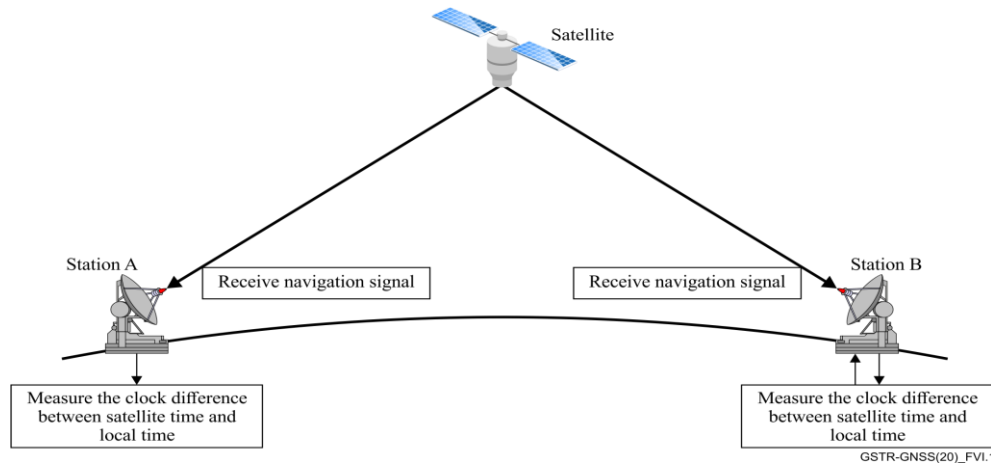 Satellite
Station A
Station B
Receive navigation signal
Receive navigation signal
Measure the clock difference
between satellite time and
local time
Measure the clock difference
between satellite time and
local time